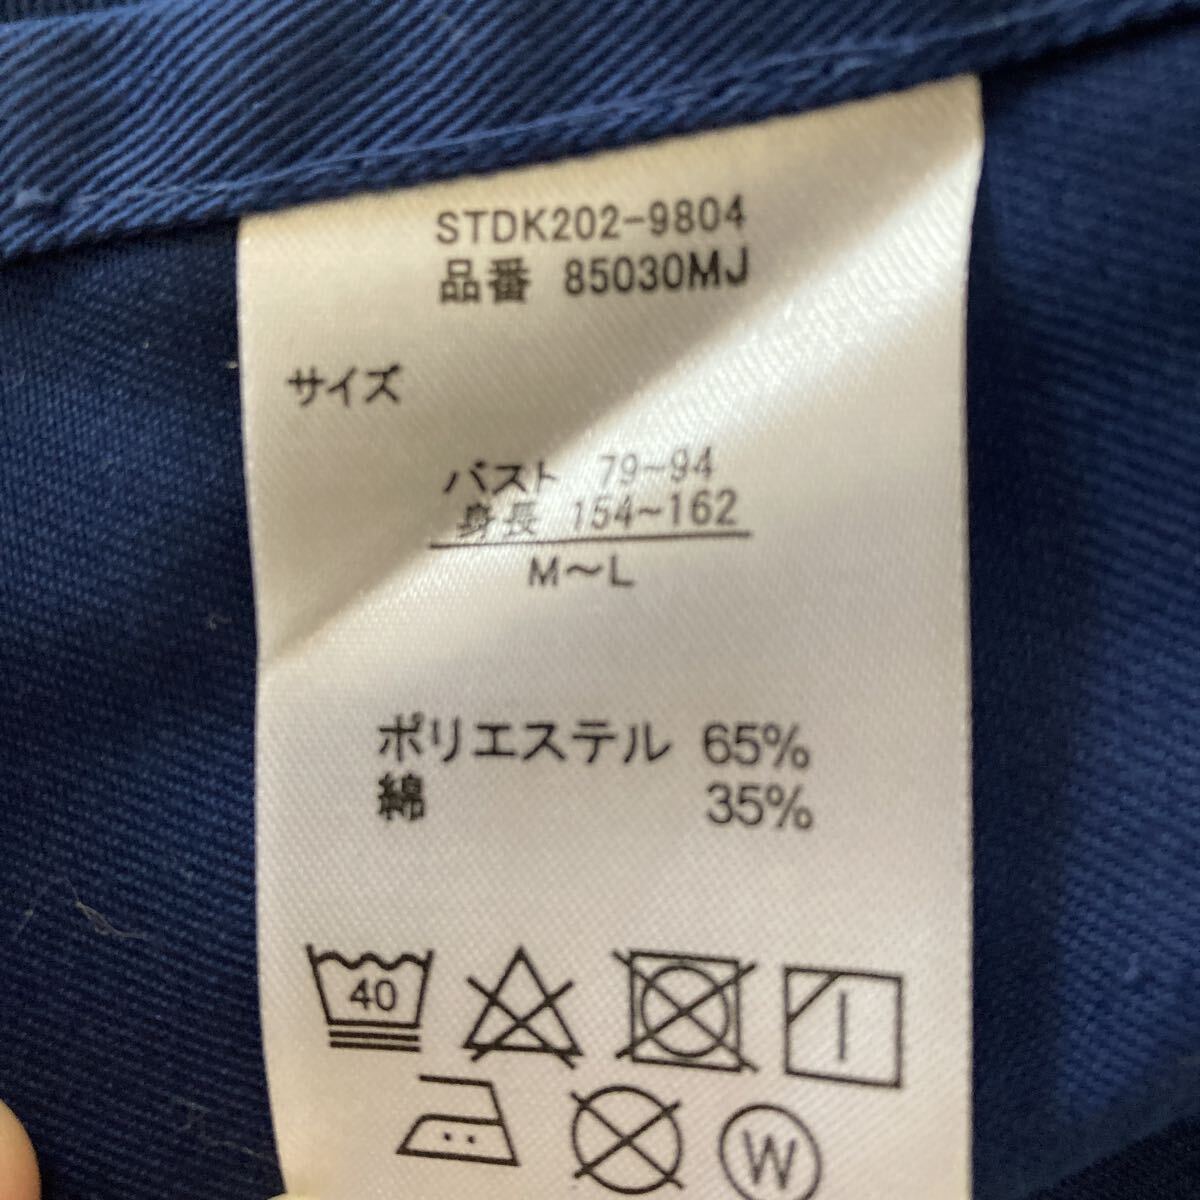 STDK202-9804
品番 85030MJ
サイズ
バスト 79~94
身長 154~162
M~L
ポリエステル 65%
綿 35%
40
W